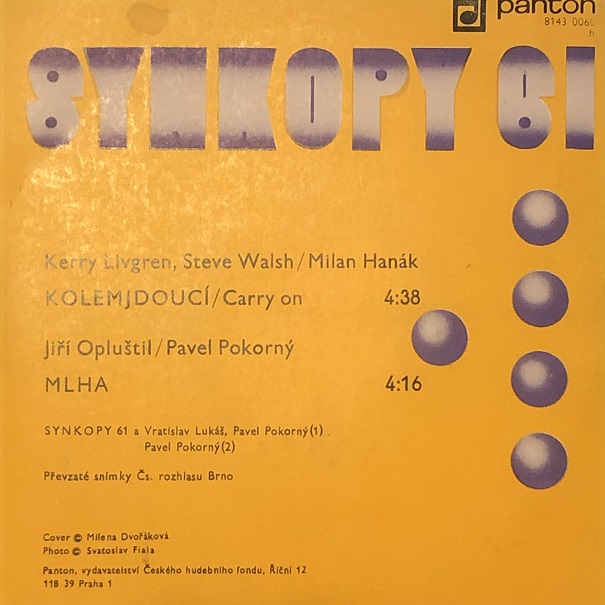 panton
8143 0060
h
SYNKOPY 61
Kerry Livgren, Steve Walsh/Milan Hanák
KOLEMJDOUCÍ/Carry on 4:38
Jiří Opluštil/Pavel Pokorný
MLHA 4:16
SYNKOPY 61 a Vratislav Lukáš, Pavel Pokorný(1)
Pavel Pokorný(2)
Převzaté snímky Čs. rozhlasu Brno
Cover © Milena Dvořáková
Photo © Svatoslav Fiala
Panton, vydavatelství Českého hudebního fondu, Říční 12
118 39 Praha 1